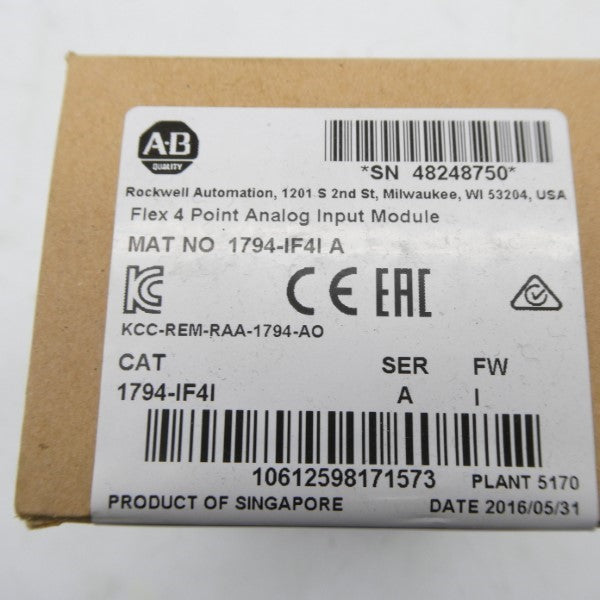 A-B
QUALITY
*SN 48248750*
Rockwell Automation, 1201 S 2nd St, Milwaukee, WI 53204, USA
Flex 4 Point Analog Input Module
MAT NO 1794-IF4I A
KC CE EAC
KCC-REM-RAA-1794-AO
CAT SER FW
1794-IF4I A I
10612598171573 PLANT 5170
PRODUCT OF SINGAPORE DATE 2016/05/31